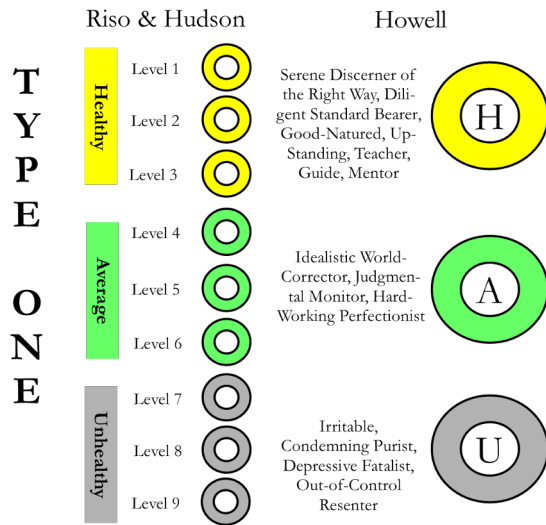 Riso & Hudson
Howell
TYPE ONE
Healthy
Level 1
Level 2
Level 3
Serene Discerner of
the Right Way, Dili-
gent Standard Bearer,
Good-Natured, Up-
Standing, Teacher,
Guide, Mentor
H
Average
Level 4
Level 5
Level 6
Idealistic World-
Corrector, Judgmen-
tal Monitor, Hard-
Working Perfectionist
A
Unhealthy
Level 7
Level 8
Level 9
Irritable,
Condemning Purist,
Depressive Fatalist,
Out-of-Control
Resenter
U